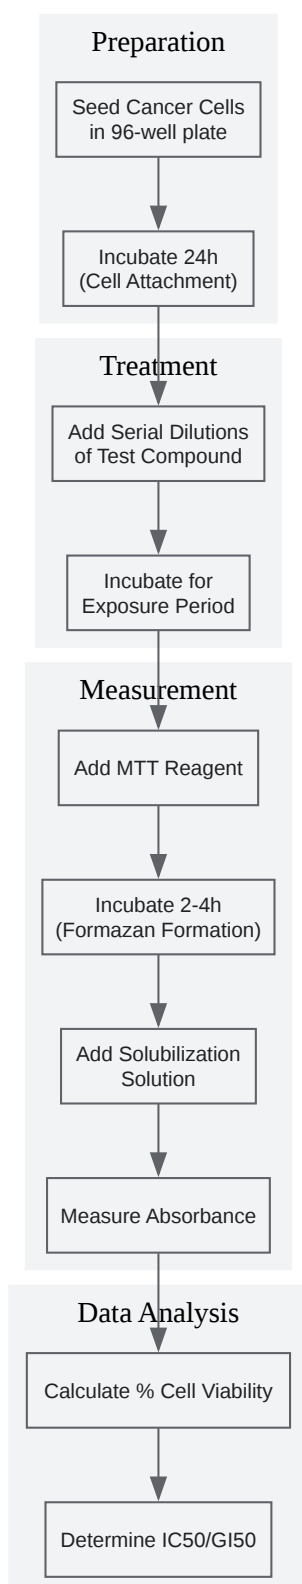 Preparation
Seed Cancer Cells
in 96-well plate
Incubate 24h
(Cell Attachment)
Treatment
Add Serial Dilutions
of Test Compound
Incubate for
Exposure Period
Measurement
Add MTT Reagent
Incubate 2-4h
(Formazan Formation)
Add Solubilization
Solution
Measure Absorbance
Data Analysis
Calculate % Cell Viability
Determine IC50/GI50